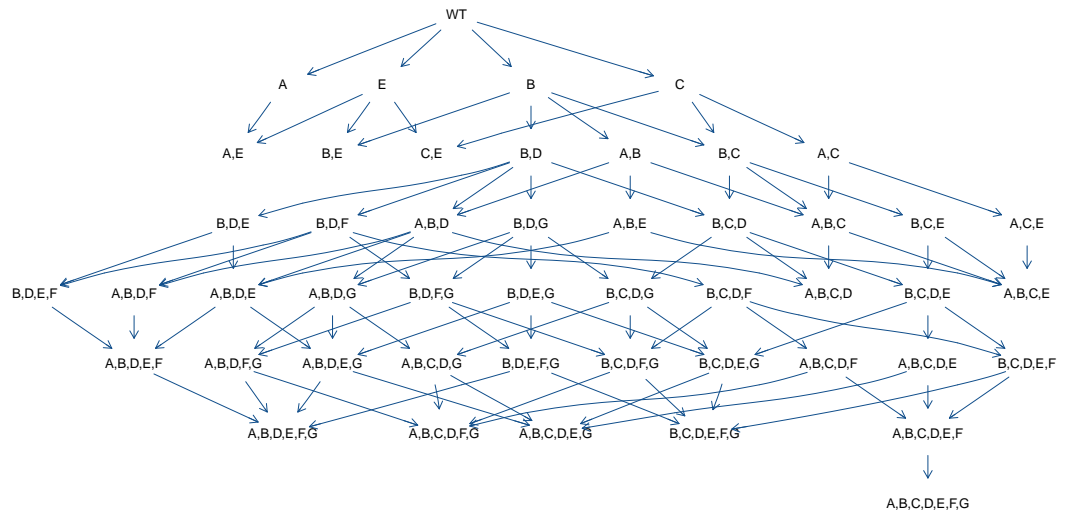 WT
A E B C
A,E B,E C,E B,D A,B B,C A,C
B,D,E B,D,F A,B,D B,D,G A,B,E B,C,D A,B,C B,C,E A,C,E
B,D,E,F A,B,D,F A,B,D,E A,B,D,G B,D,F,G B,D,E,G B,C,D,G B,C,D,F A,B,C,D B,C,D,E A,B,C,E
A,B,D,E,F A,B,D,F,G A,B,D,E,G A,B,C,D,G B,D,E,F,G B,C,D,F,G B,C,D,E,G A,B,C,D,F A,B,C,D,E B,C,D,E,F
A,B,D,E,F,G A,B,C,D,F,G A,B,C,D,E,G B,C,D,E,F,G A,B,C,D,E,F
A,B,C,D,E,F,G